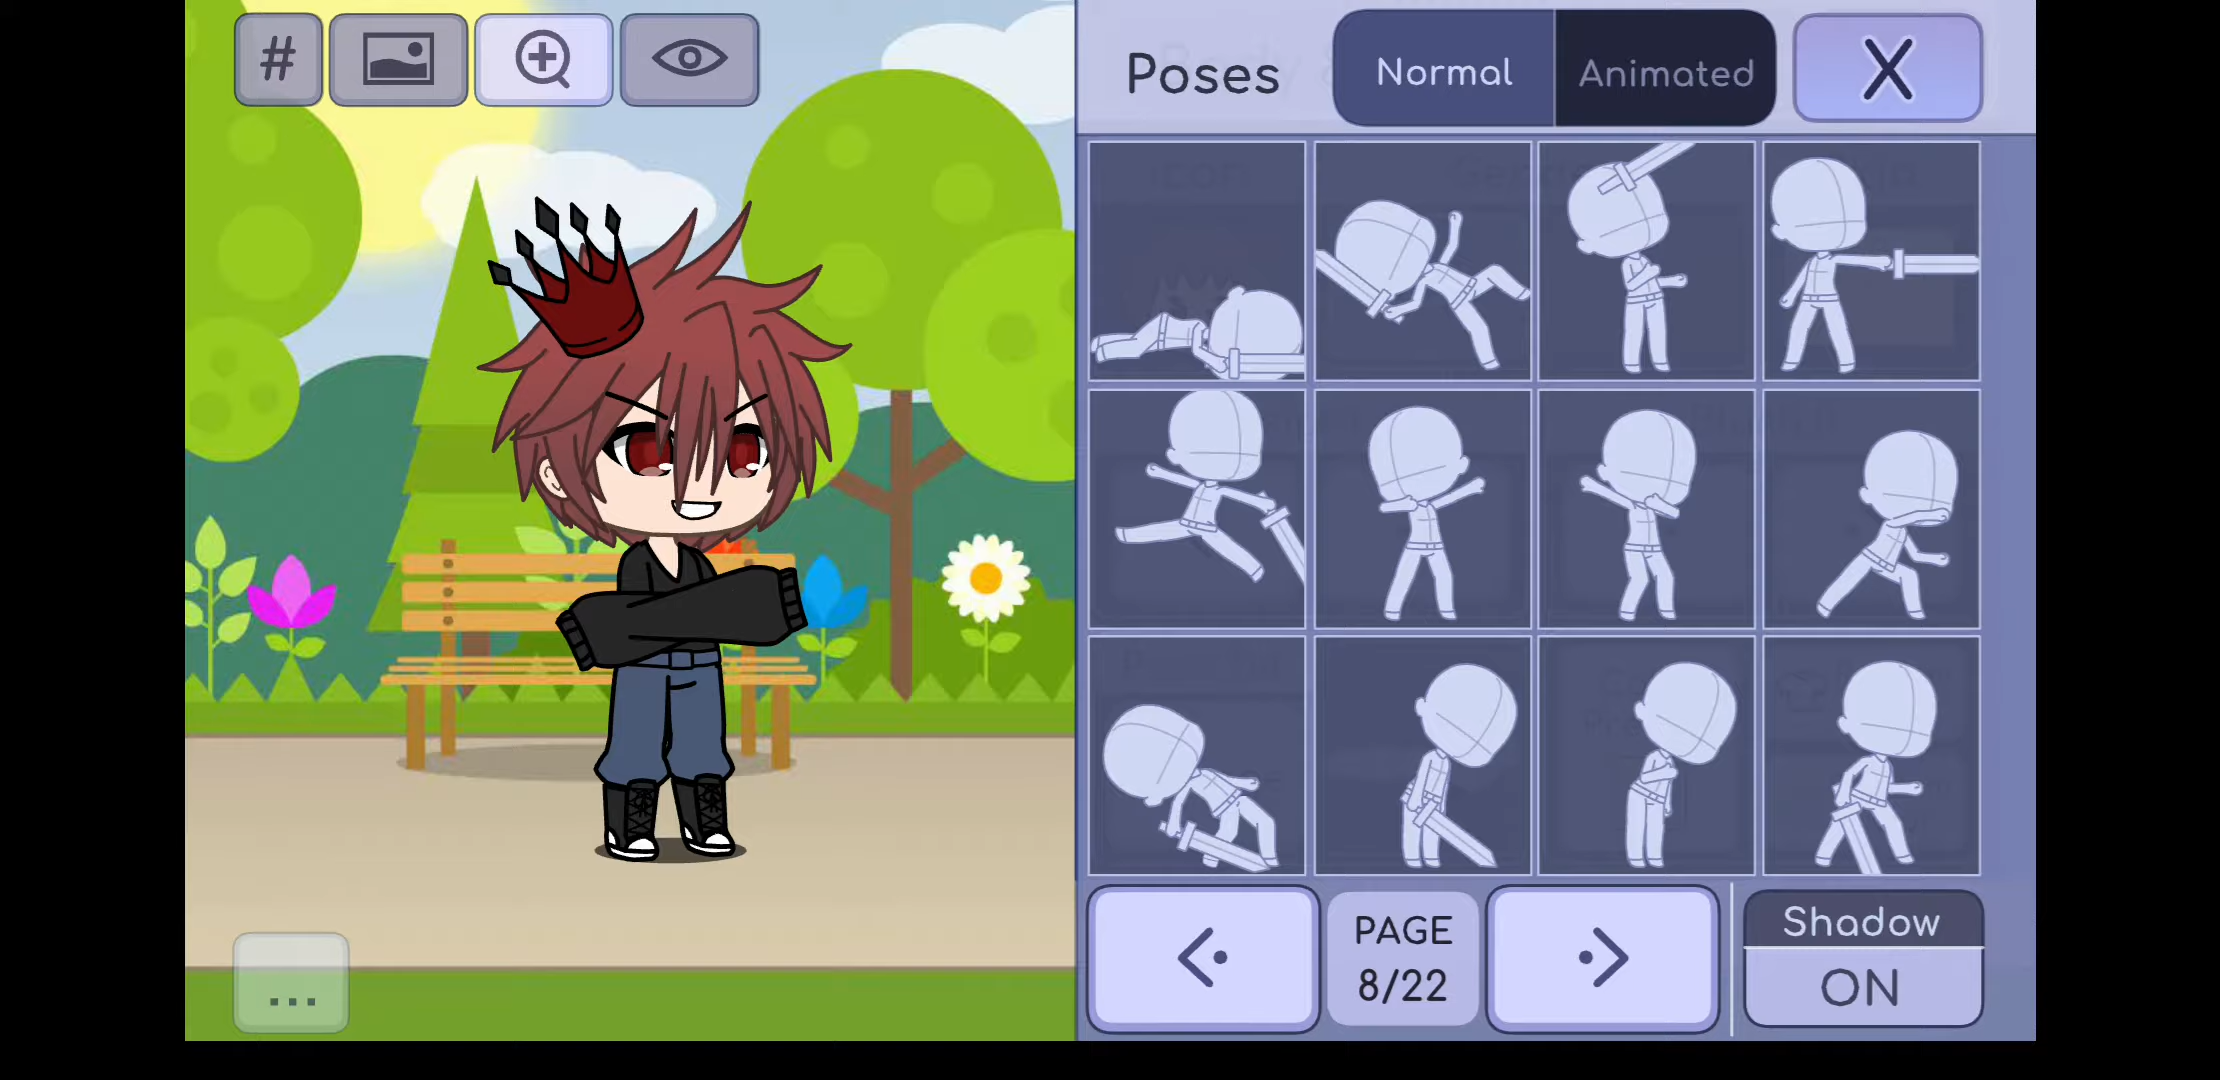 #
Poses
Normal
Animated
X
PAGE
8/22
Shadow
ON
...